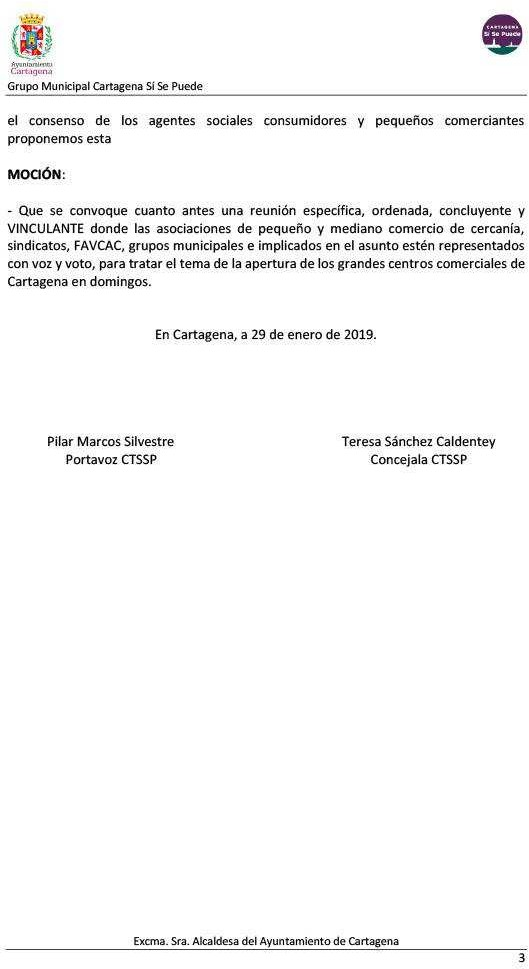 Ayuntamiento
Cartagena
CARTAGENA
Sí Se Puede
Grupo Municipal Cartagena Sí Se Puede
el consenso de los agentes sociales consumidores y pequeños comerciantes
proponemos esta
MOCIÓN:
- Que se convoque cuanto antes una reunión específica, ordenada, concluyente y
VINCULANTE donde las asociaciones de pequeño y mediano comercio de cercanía,
sindicatos, FAVCAC, grupos municipales e implicados en el asunto estén representados
con voz y voto, para tratar el tema de la apertura de los grandes centros comerciales de
Cartagena en domingos.
En Cartagena, a 29 de enero de 2019.
Pilar Marcos Silvestre Teresa Sánchez Caldentey
Portavoz CTSSP Concejala CTSSP
Excma. Sra. Alcaldesa del Ayuntamiento de Cartagena
3